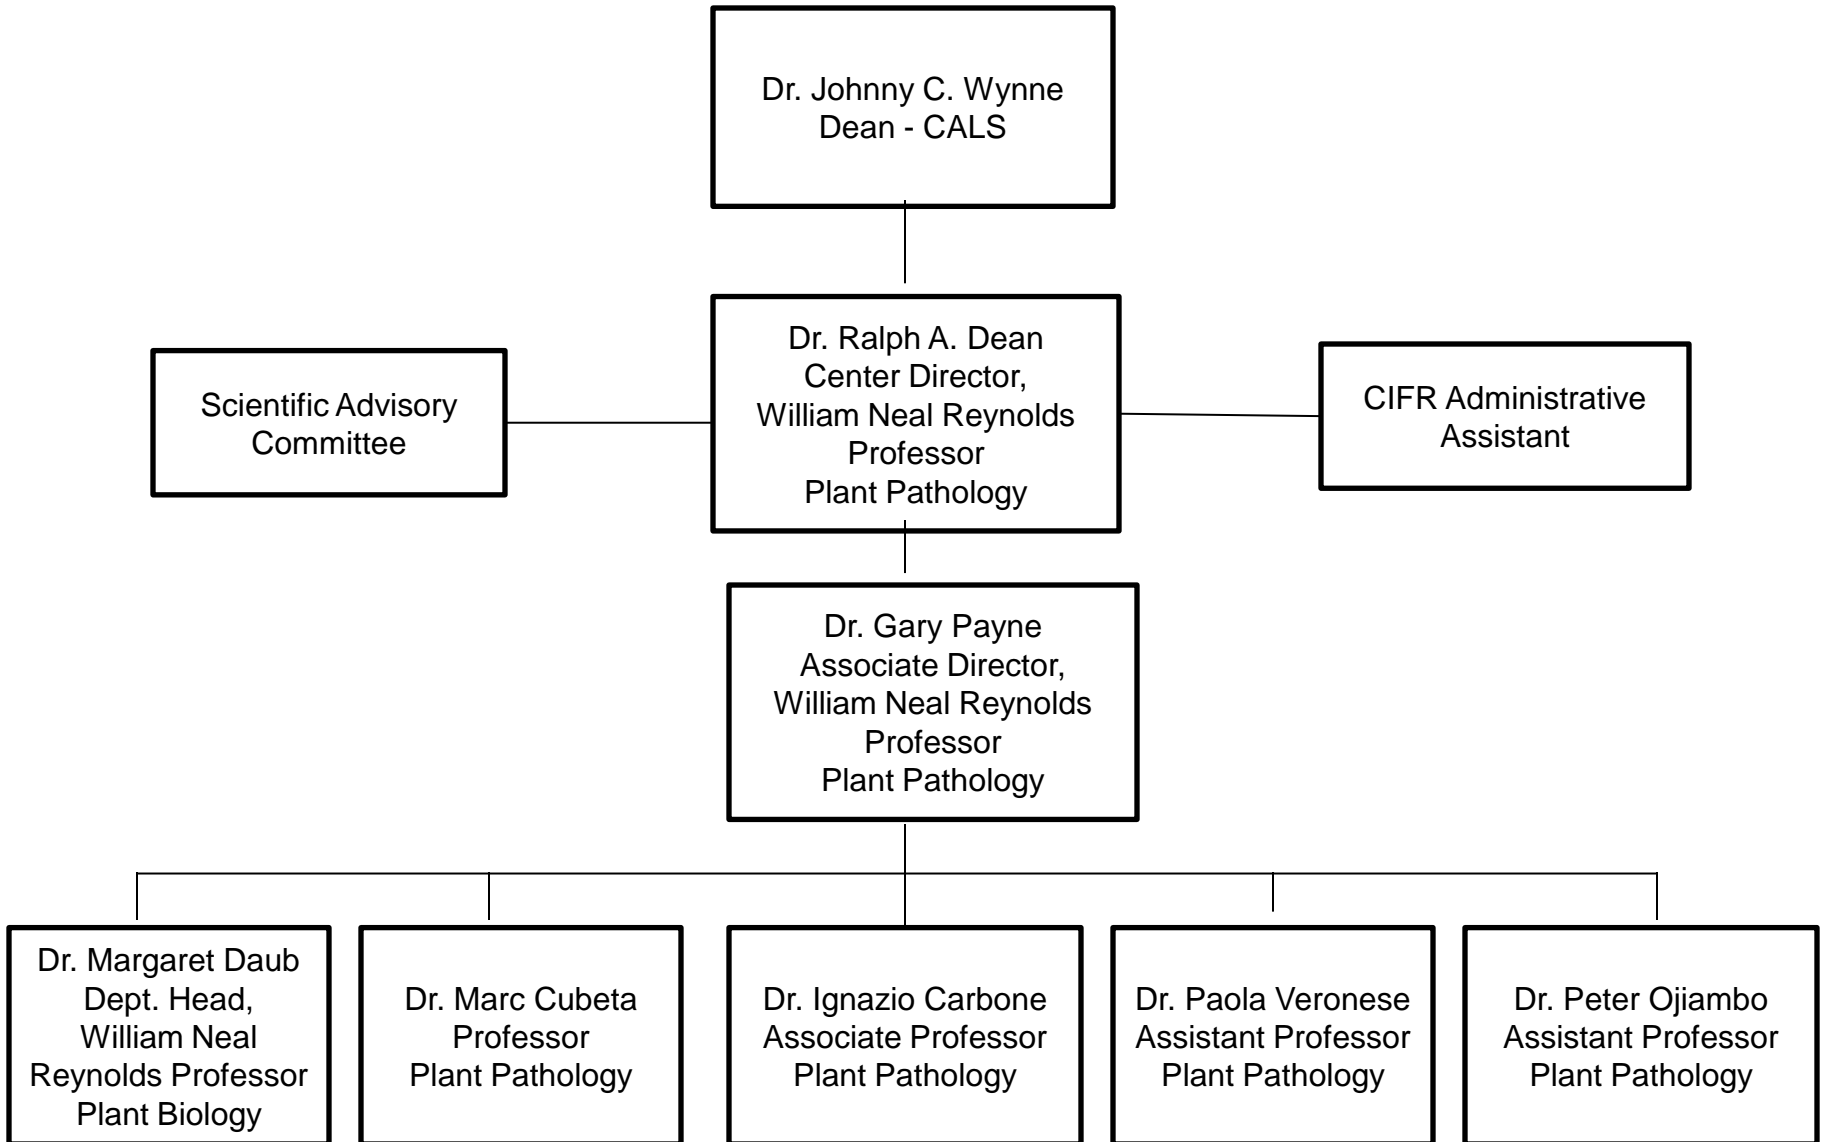 Dr. Johnny C. Wynne
Dean - CALS
Dr. Ralph A. Dean
Center Director,
William Neal Reynolds
Professor
Plant Pathology
Scientific Advisory
Committee
CIFR Administrative
Assistant
Dr. Gary Payne
Associate Director,
William Neal Reynolds
Professor
Plant Pathology
Dr. Margaret Daub
Dept. Head,
William Neal
Reynolds Professor
Plant Biology
Dr. Marc Cubeta
Professor
Plant Pathology
Dr. Ignazio Carbone
Associate Professor
Plant Pathology
Dr. Paola Veronese
Assistant Professor
Plant Pathology
Dr. Peter Ojiambo
Assistant Professor
Plant Pathology